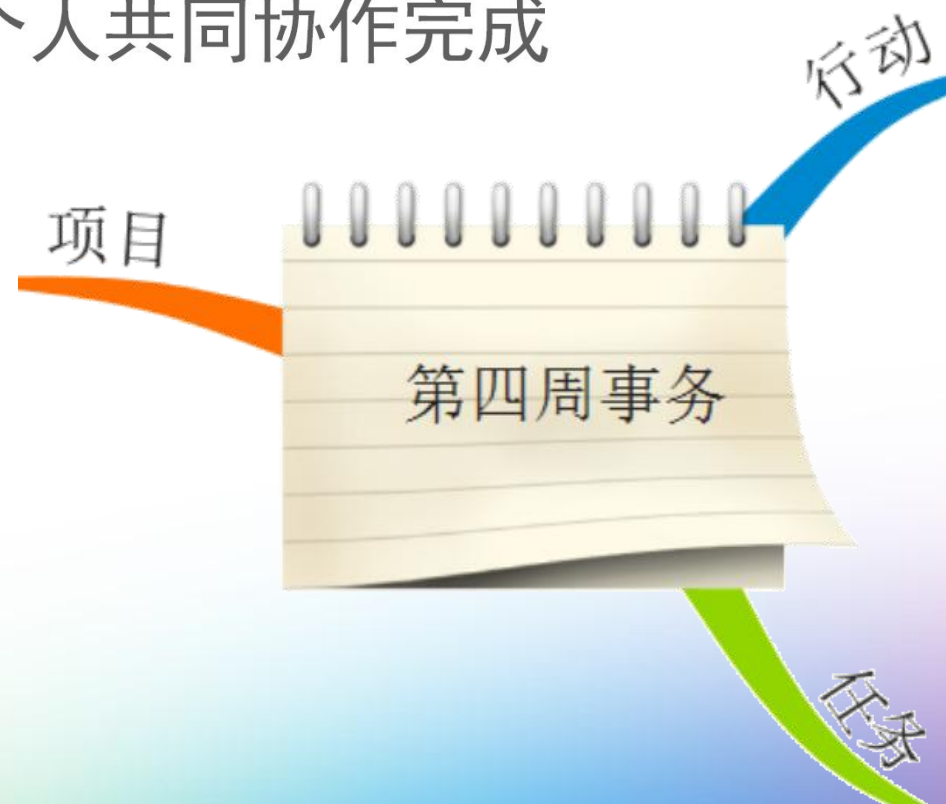 个人共同协作完成
行动
项目
第四周事务
任务